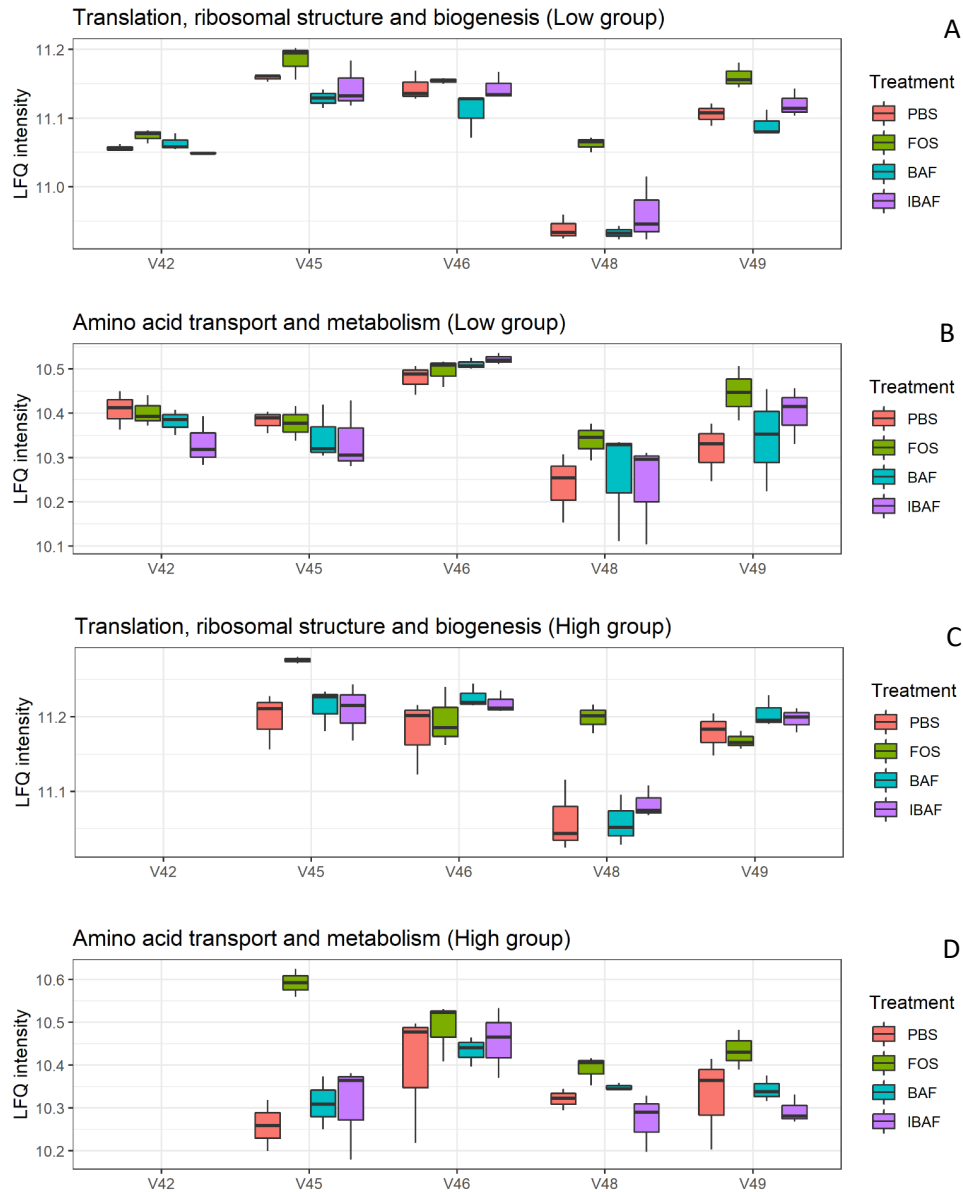 Translation, ribosomal structure and biogenesis (Low group)
A
LFQ intensity
11.2
11.1
11.0
V42 V45 V46 V48 V49
Treatment
PBS
FOS
BAF
IBAF
Amino acid transport and metabolism (Low group)
B
LFQ intensity
10.5
10.4
10.3
10.2
10.1
V42 V45 V46 V48 V49
Treatment
PBS
FOS
BAF
IBAF
Translation, ribosomal structure and biogenesis (High group)
C
LFQ intensity
11.2
11.1
V42 V45 V46 V48 V49
Treatment
PBS
FOS
BAF
IBAF
Amino acid transport and metabolism (High group)
D
LFQ intensity
10.6
10.5
10.4
10.3
10.2
V42 V45 V46 V48 V49
Treatment
PBS
FOS
BAF
IBAF